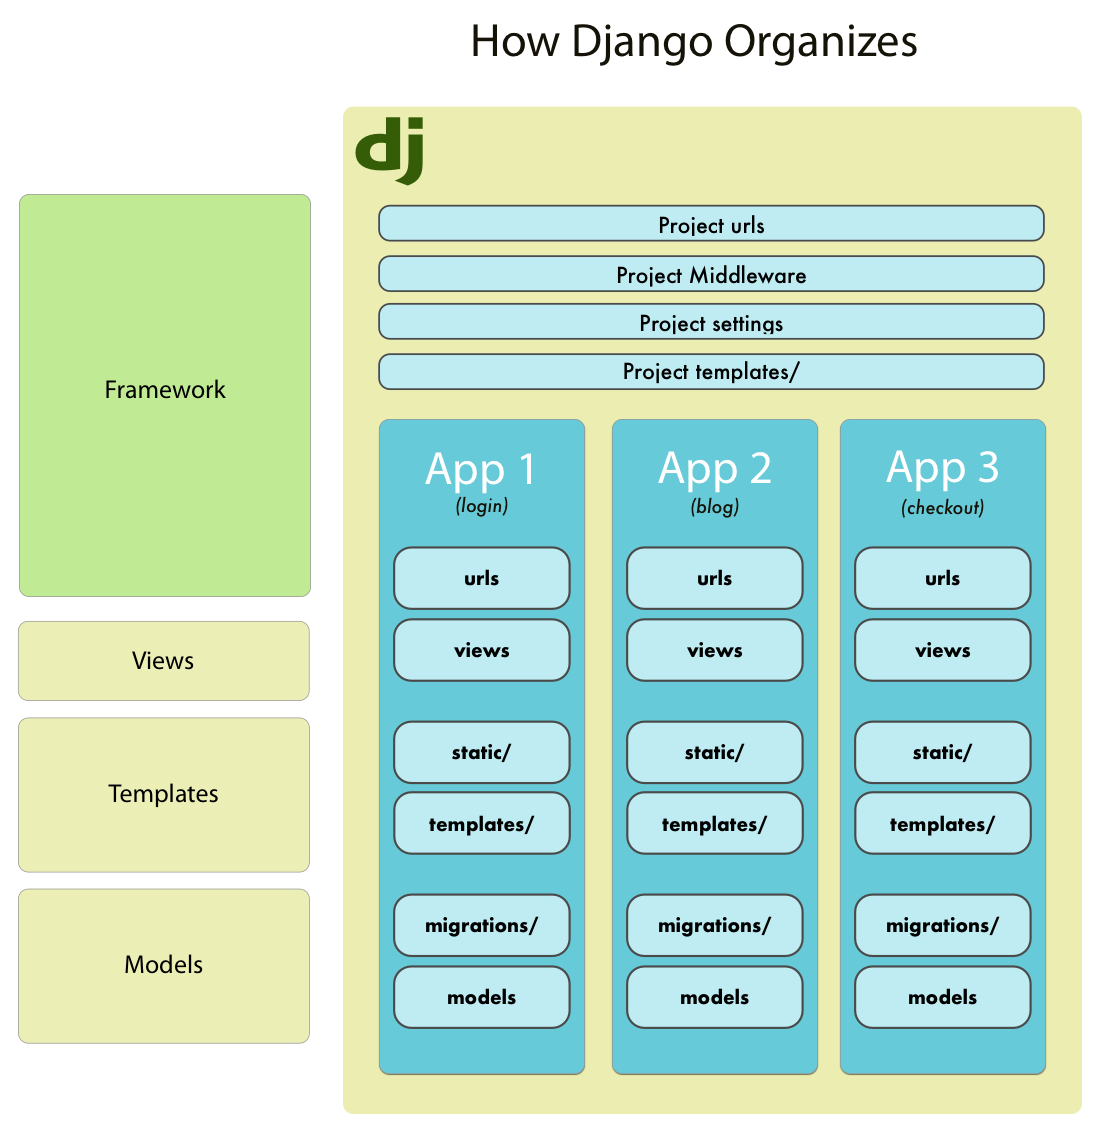 How Django Organizes
dj
Project urls
Project Middleware
Project settings
Project templates/
Framework
Views
Templates
Models
App 1
(login)
urls
views
static/
templates/
migrations/
models
App 2
(blog)
urls
views
static/
templates/
migrations/
models
App 3
(checkout)
urls
views
static/
templates/
migrations/
models